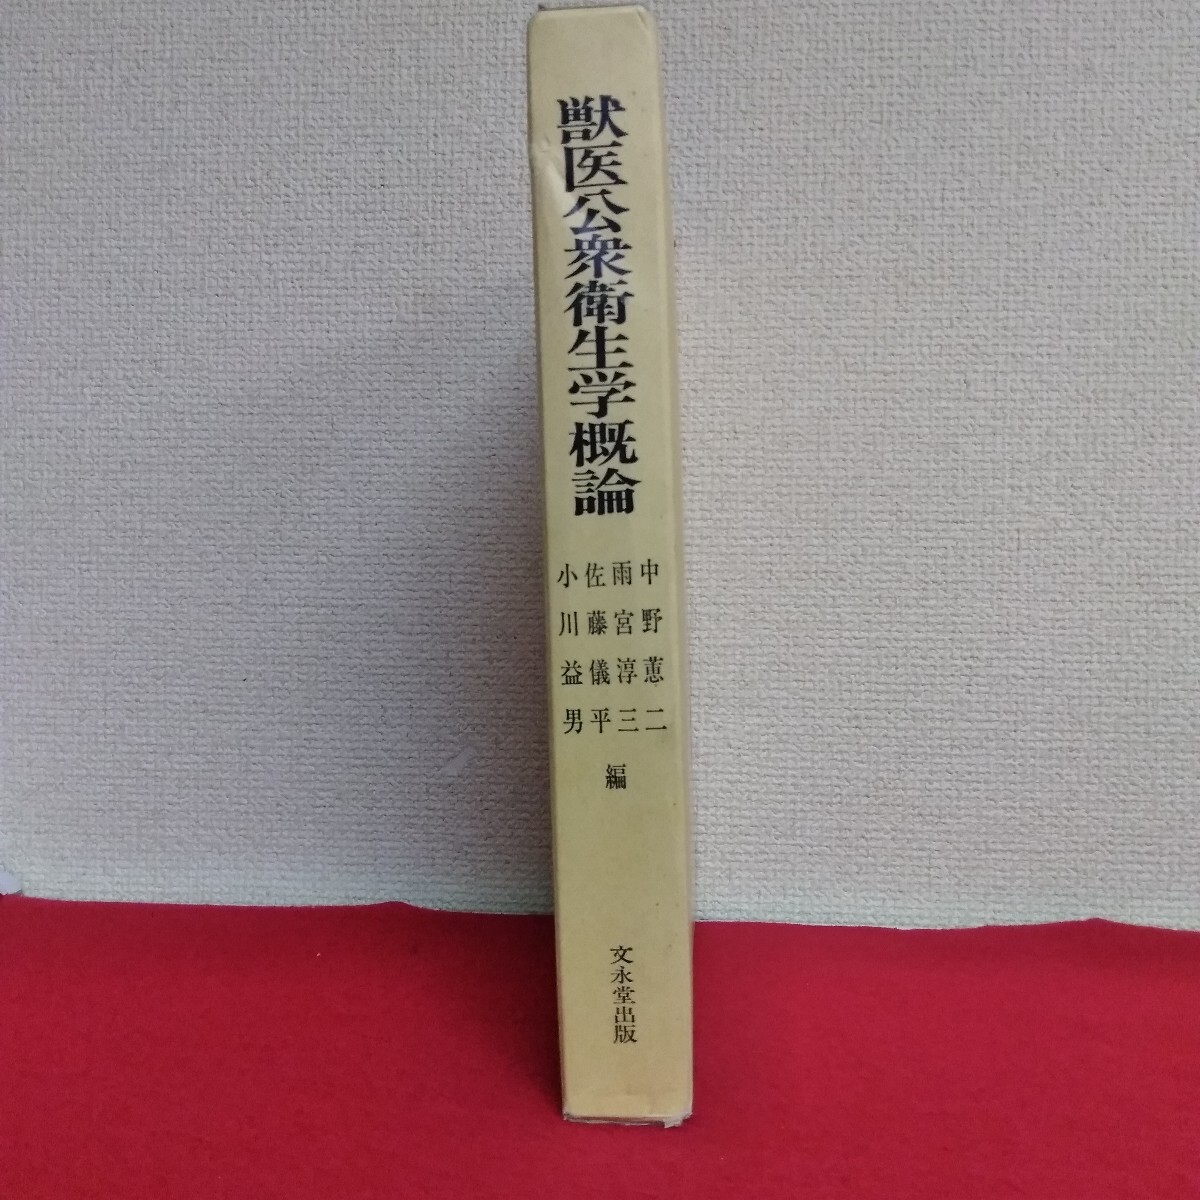 獣医公衆衛生学概論
中野蕙二
雨宮淳三
佐藤儀平
小川益男
編
文永堂出版